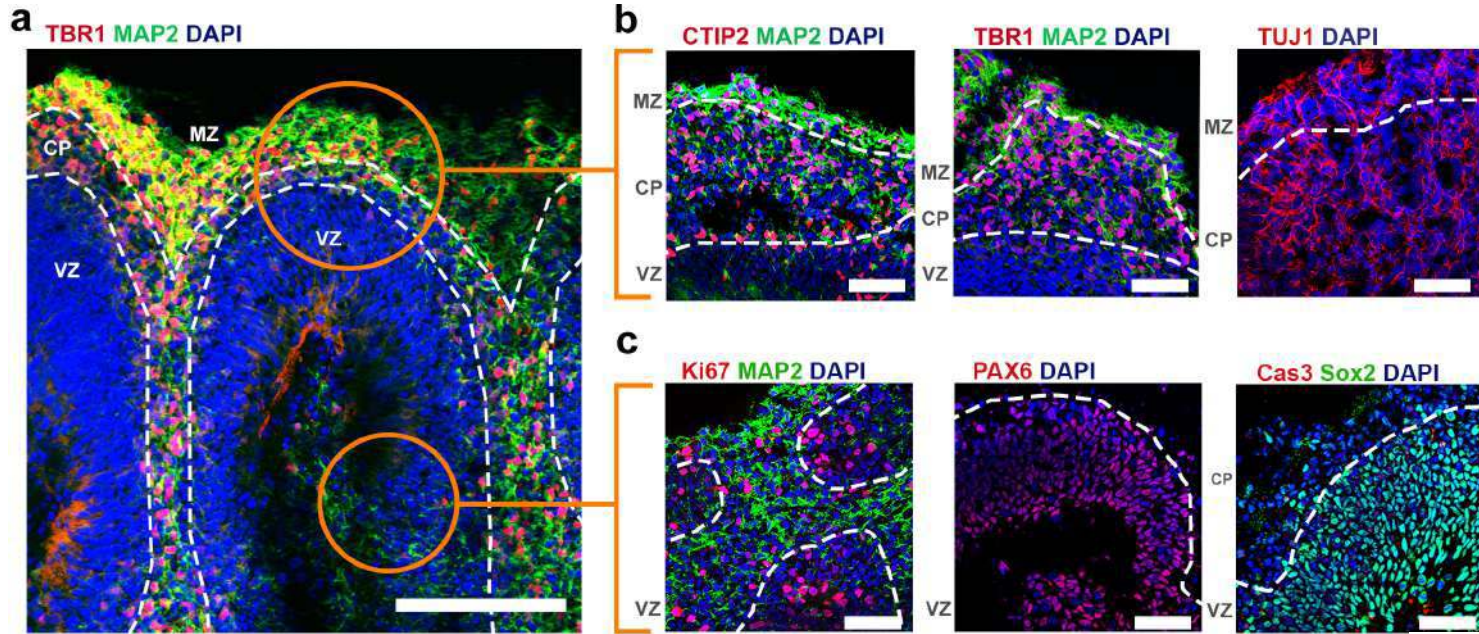 a
TBR1 MAP2 DAPI
MZ
CP
VZ
VZ
b
CTIP2 MAP2 DAPI
MZ
CP
VZ
TBR1 MAP2 DAPI
MZ
CP
VZ
TUJ1 DAPI
MZ
CP
c
Ki67 MAP2 DAPI
VZ
PAX6 DAPI
VZ
Cas3 Sox2 DAPI
CP
VZ